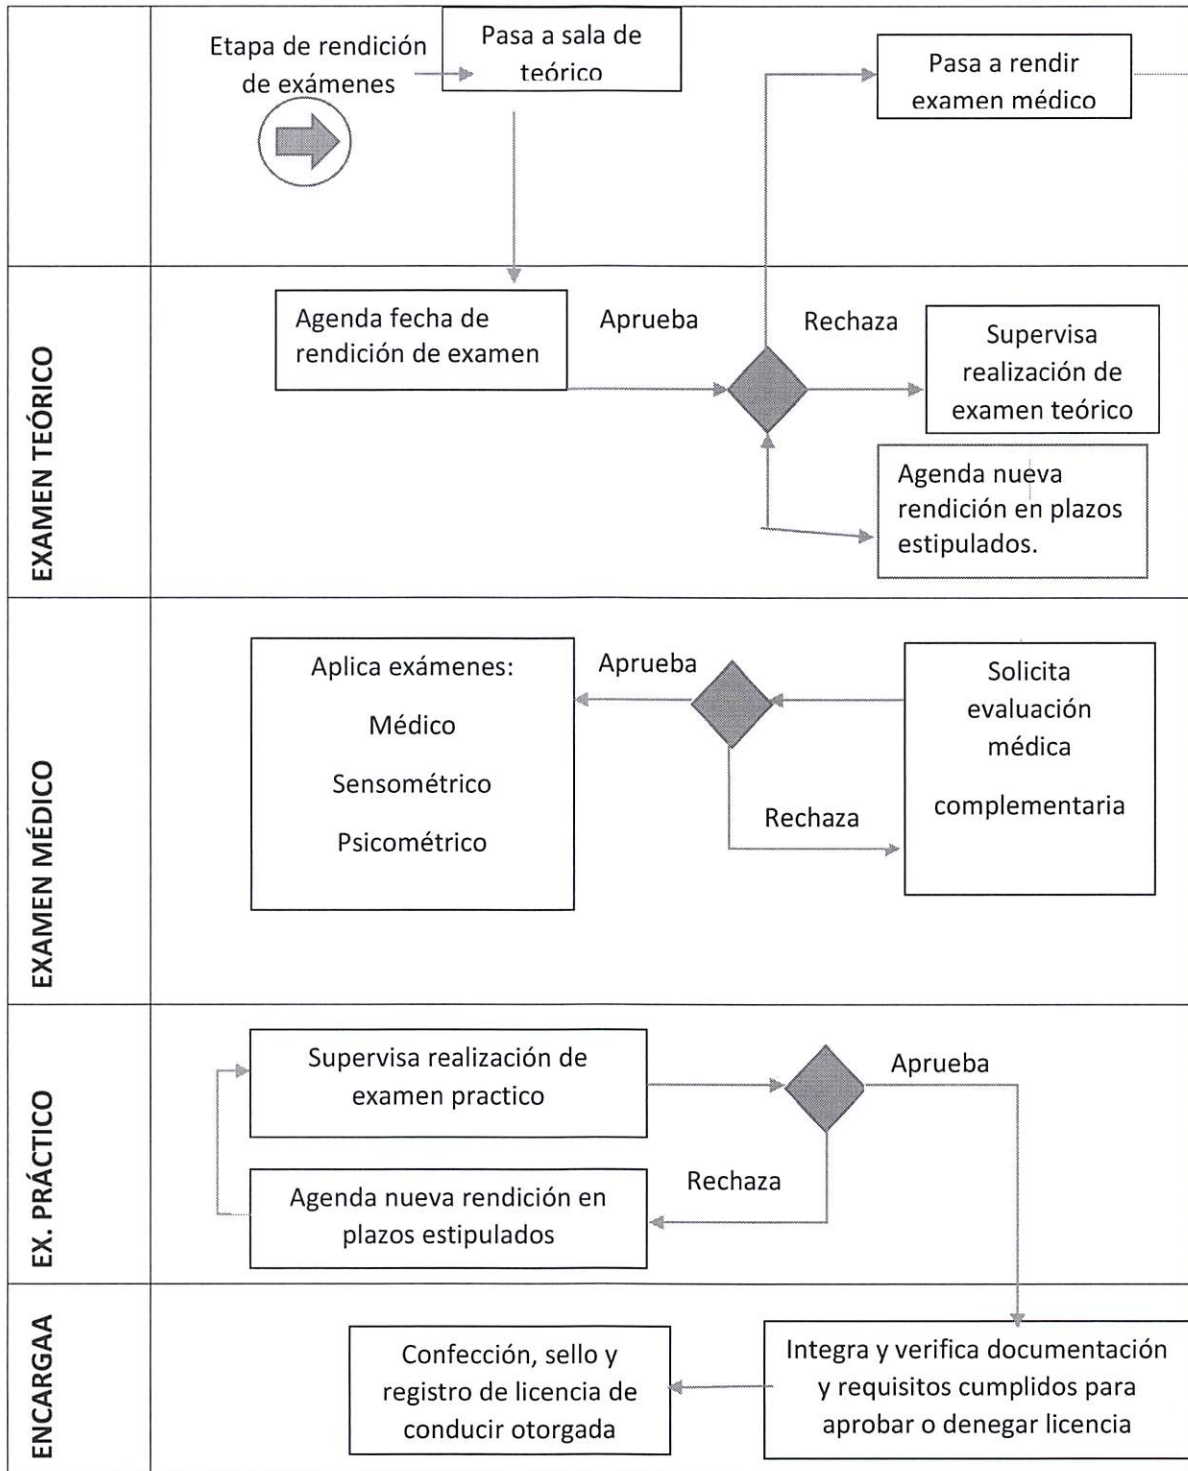 Etapa de rendición
de exámenes
Pasa a sala de
teórico
Pasa a rendir
examen médico
EXAMEN TEÓRICO
Agenda fecha de
rendición de examen
Aprueba
Rechaza
Supervisa
realización de
examen teórico
Agenda nueva
rendición en plazos
estipulados.
EXAMEN MÉDICO
Aplica exámenes:
Médico
Sensométrico
Psicométrico
Aprueba
Rechaza
Solicita
evaluación
médica
complementaria
EX. PRÁCTICO
Supervisa realización de
examen practico
Aprueba
Rechaza
Agenda nueva rendición en
plazos estipulados
ENCARGAA
Confección, sello y
registro de licencia de
conducir otorgada
Integra y verifica documentación
y requisitos cumplidos para
aprobar o denegar licencia